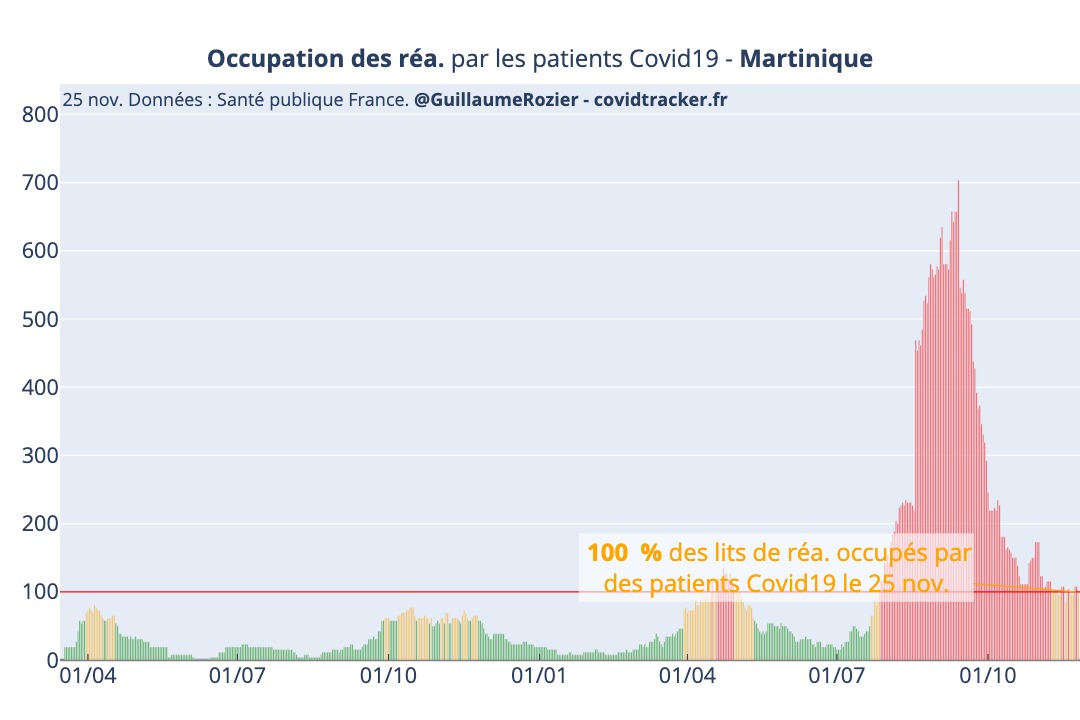 Occupation des réa. par les patients Covid19 - Martinique
25 nov. Données : Santé publique France. @GuillaumeRozier - covidtracker.fr
800
700
600
500
400
300
200
100
0
100 % des lits de réa. occupés par
des patients Covid19 le 25 nov.
01/04 01/07 01/10 01/01 01/04 01/07 01/10